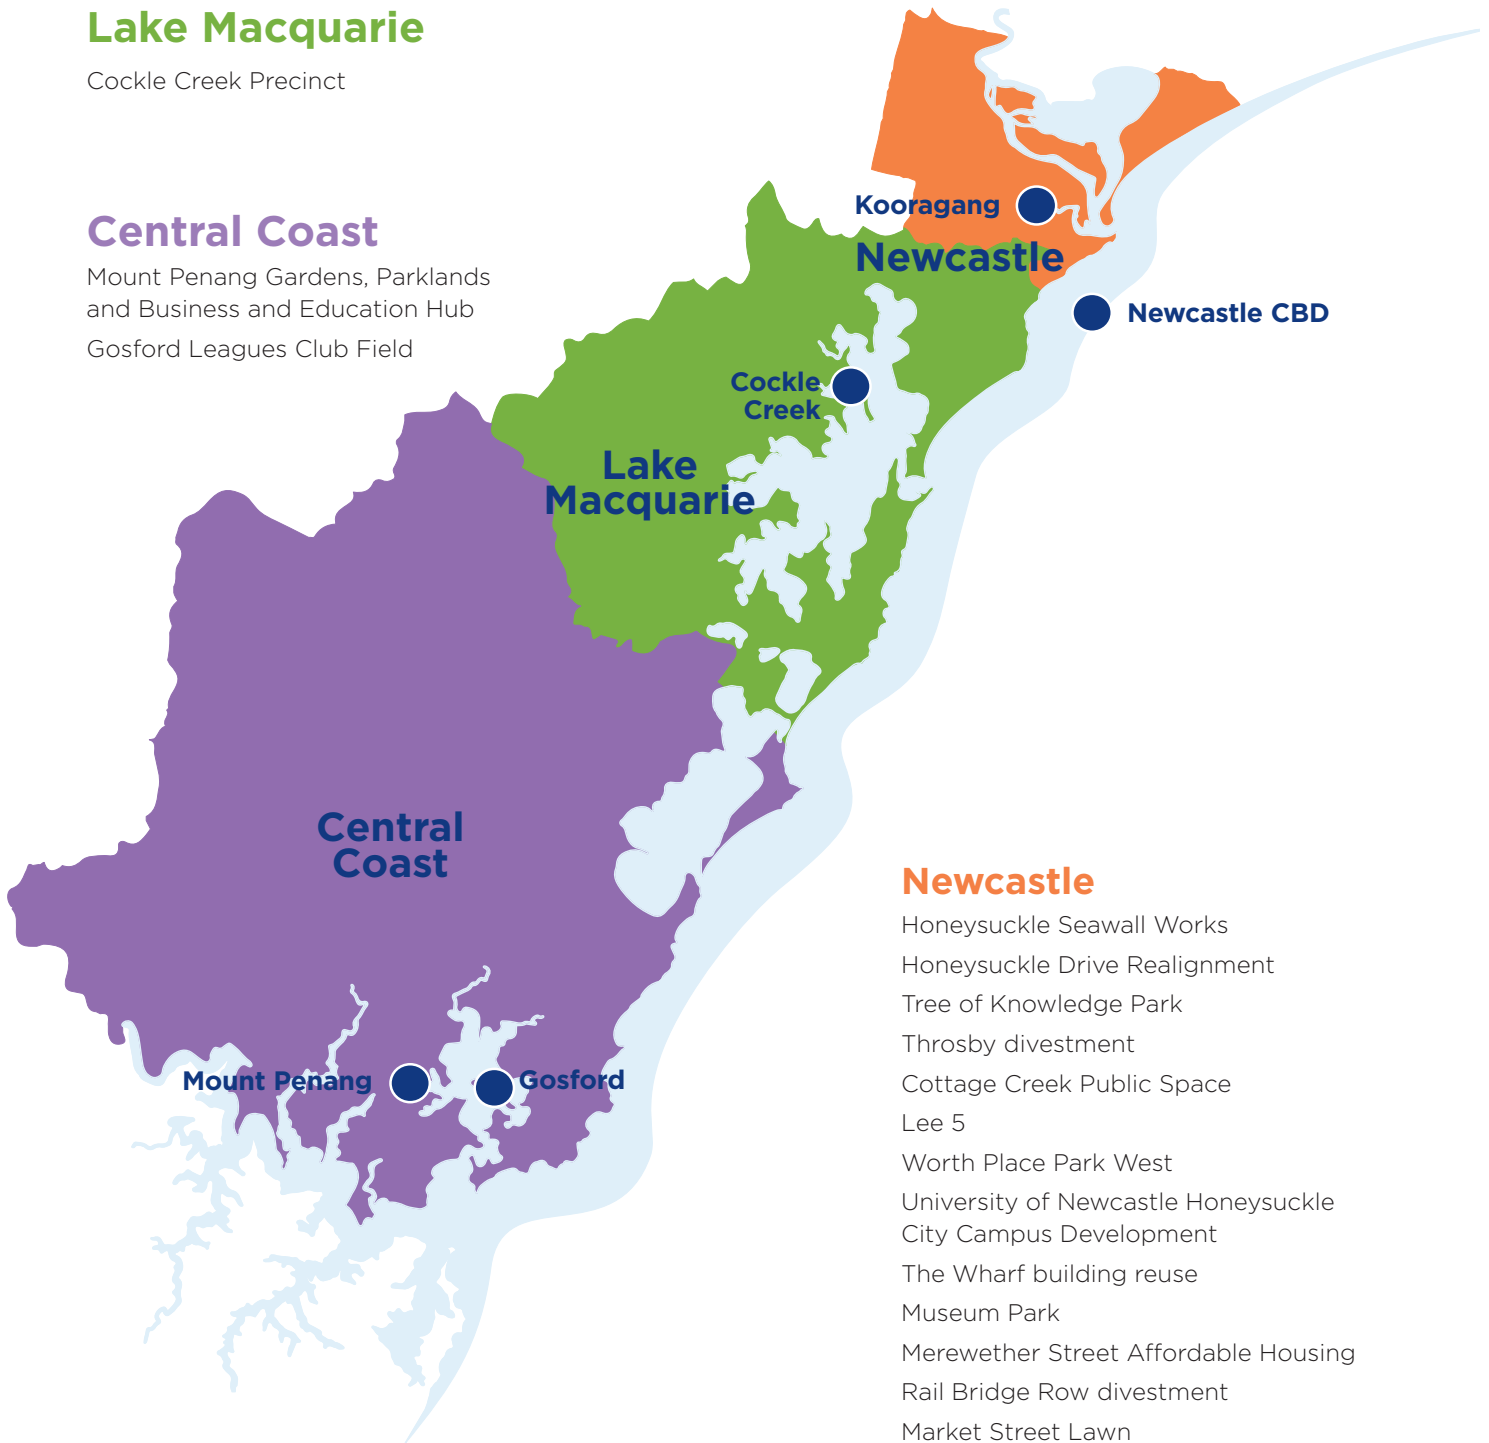 Lake Macquarie
Cockle Creek Precinct
Central Coast
Mount Penang Gardens, Parklands
and Business and Education Hub
Gosford Leagues Club Field
Kooragang
Newcastle
Newcastle CBD
Cockle
Creek
Lake
Macquarie
Central
Coast
Mount Penang
Gosford
Newcastle
Honeysuckle Seawall Works
Honeysuckle Drive Realignment
Tree of Knowledge Park
Throsby divestment
Cottage Creek Public Space
Lee 5
Worth Place Park West
University of Newcastle Honeysuckle
City Campus Development
The Wharf building reuse
Museum Park
Merewether Street Affordable Housing
Rail Bridge Row divestment
Market Street Lawn